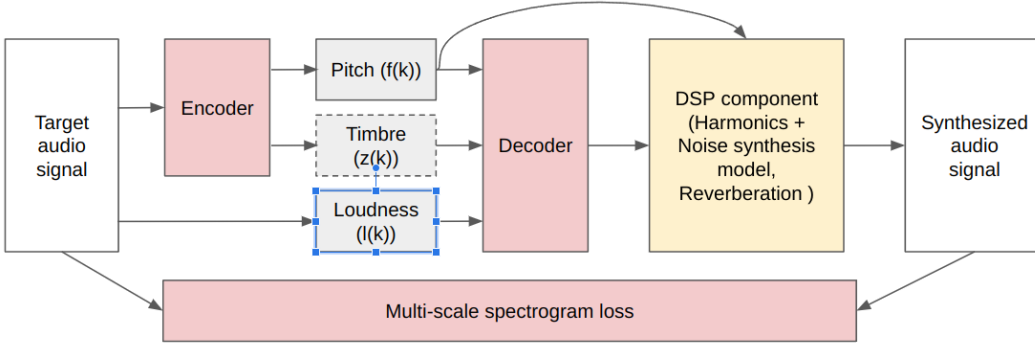 Target
audio
signal
Encoder
Pitch (f(k))
Timbre
(z(k))
Loudness
(l(k))
Decoder
DSP component
(Harmonics +
Noise synthesis
model,
Reverberation )
Synthesized
audio
signal
Multi-scale spectrogram loss